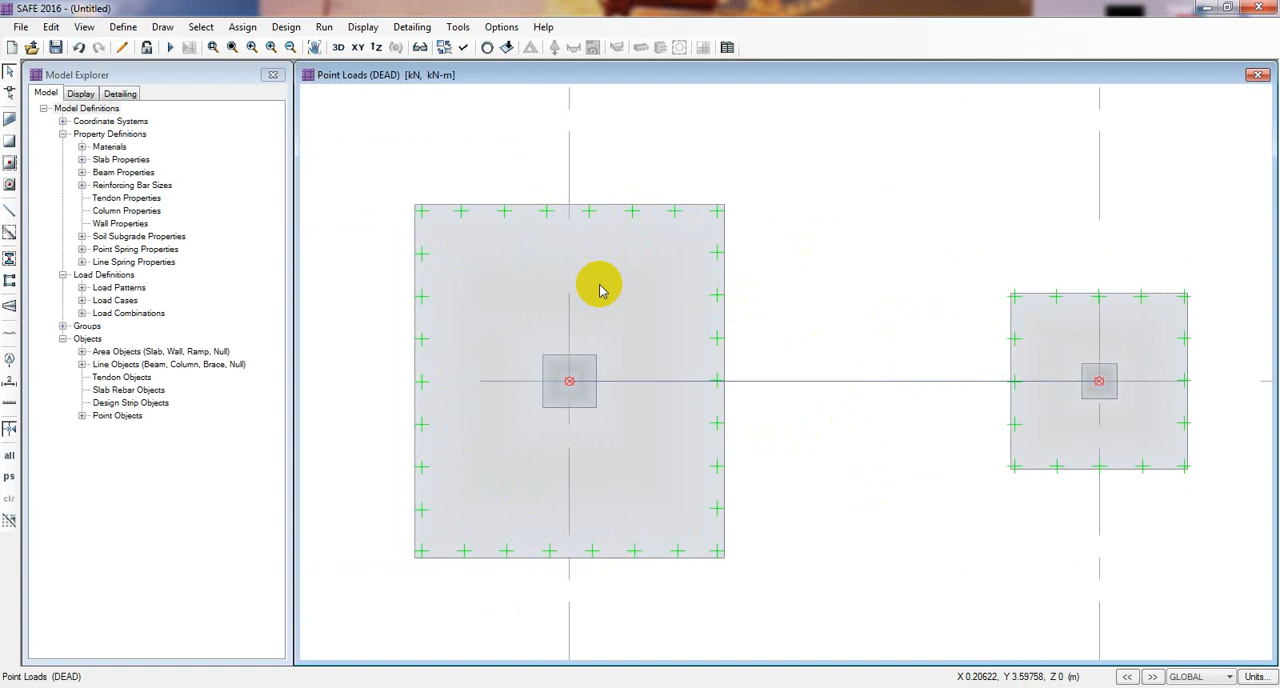 SAFE 2016 - (Untitled)
File Edit View Define Draw Select Assign Design Run Display Detailing Tools Options Help
3D XY
Model Explorer
Model Display Detailing
Model Definitions
Coordinate Systems
Property Definitions
Materials
Slab Properties
Beam Properties
Reinforcing Bar Sizes
Tendon Properties
Column Properties
Wall Properties
Soil Subgrade Properties
Point Spring Properties
Line Spring Properties
Load Definitions
Load Patterns
Load Cases
Load Combinations
Groups
Objects
Area Objects (Slab, Wall, Ramp, Null)
Line Objects (Beam, Column, Brace, Null)
Tendon Objects
Slab Rebar Objects
Design Strip Objects
Point Objects
Point Loads (DEAD) [kN, kN-m]
all
ps
clr
Point Loads (DEAD)
X 0.20622, Y 3.59758, Z 0 (m)
<< >> GLOBAL Units...